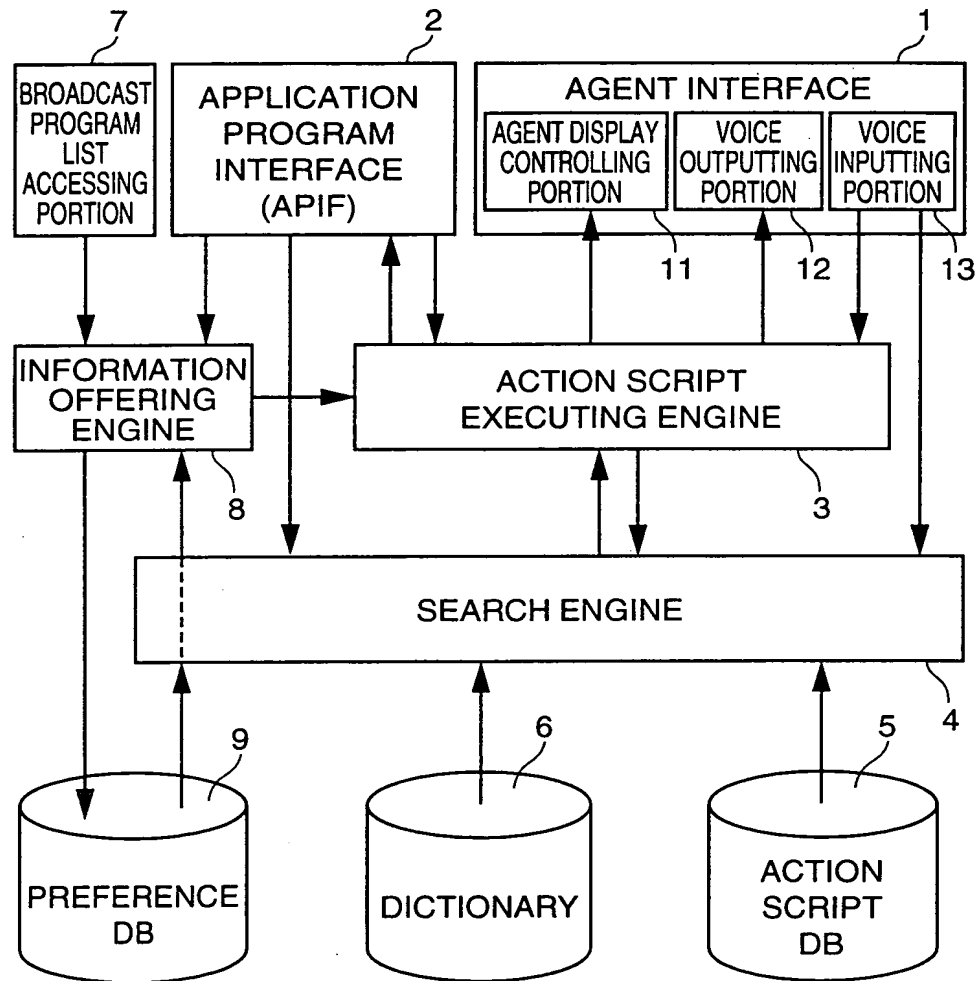 7
2
1
BROADCAST
PROGRAM
LIST
ACCESSING
PORTION
APPLICATION
PROGRAM
INTERFACE
(APIF)
AGENT INTERFACE
AGENT DISPLAY
CONTROLLING
PORTION
VOICE
OUTPUTTING
PORTION
VOICE
INPUTTING
PORTION
11
12
13
INFORMATION
OFFERING
ENGINE
ACTION SCRIPT
EXECUTING ENGINE
8
3
SEARCH ENGINE
4
9
6
5
PREFERENCE
DB
DICTIONARY
ACTION
SCRIPT
DB